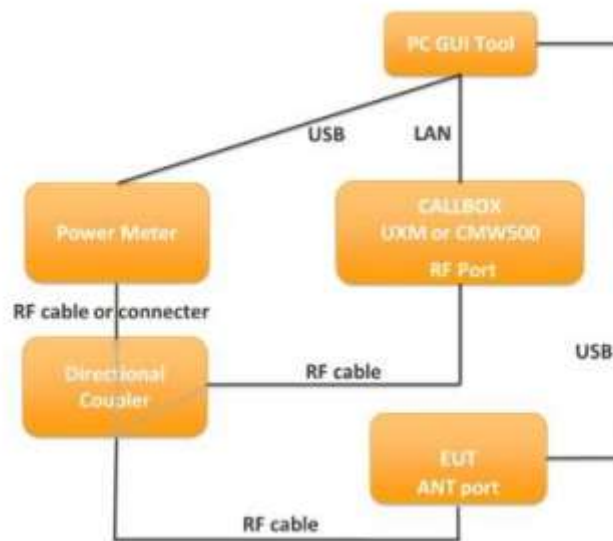 PC GUI Tool
USB
LAN
Power Meter
CALLBOX
UXM or CMW500
RF Port
RF cable or connecter
Directional
Coupler
RF cable
USB
EUT
ANT port
RF cable